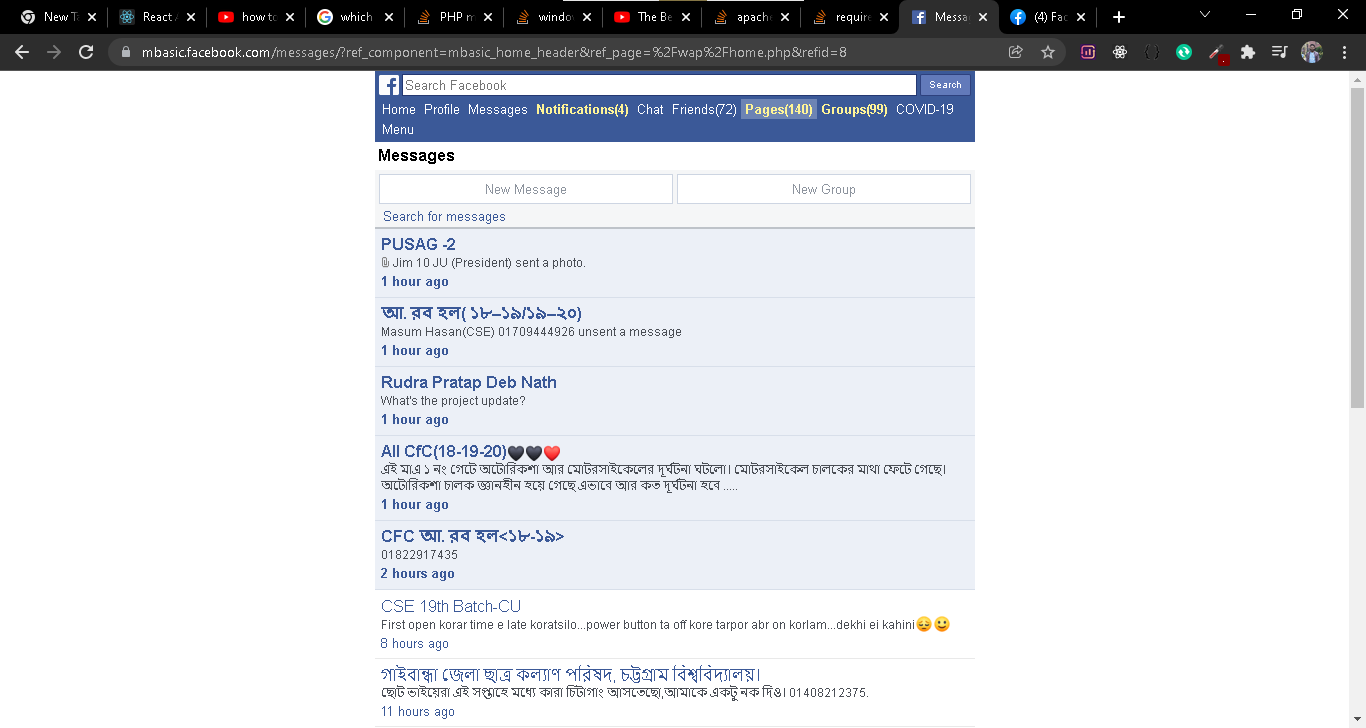 New Ta
React A
how to
which
PHP m
windo
The Be
apache
require
Messa
(4) Fac
mbasic.facebook.com/messages/?ref_component=mbasic_home_header&ref_page=%2Fwap%2Fhome.php&refid=8
Search Facebook
Search
Home Profile Messages Notifications(4) Chat Friends(72) Pages(140) Groups(99) COVID-19
Menu
Messages
New Message
New Group
Search for messages
PUSAG -2
Jim 10 JU (President) sent a photo.
1 hour ago
আ. রব হল( ১৮–১৯/১৯–২০)
Masum Hasan(CSE) 01709444926 unsent a message
1 hour ago
Rudra Pratap Deb Nath
What's the project update?
1 hour ago
All CfC(18-19-20)🖤🖤❤️
এই মাএ ১ নং গেটে অটোরিকশা আর মোটরসাইকেলের দূর্ঘটনা ঘটলো। মোটরসাইকেল চালকের মাথা ফেটে গেছে।
অটোরিকশা চালক জ্ঞানহীন হয়ে গেছে এভাবে আর কত দূর্ঘটনা হবে .....
1 hour ago
CFC আ. রব হল<১৮-১৯>
01822917435
2 hours ago
CSE 19th Batch-CU
First open korar time e late koratsilo...power button ta off kore tarpor abr on korlam...dekhi ei kahini😔🙂
8 hours ago
গাইবান্ধা জেলা ছাত্র কল্যাণ পরিষদ, চট্টগ্রাম বিশ্ববিদ্যালয়।
ছোট ভাইয়েরা এই সপ্তাহে মধ্যে কারা চিটাগাং আসতেছো,আমাকে একটু নক দিও। 01408212375.
11 hours ago